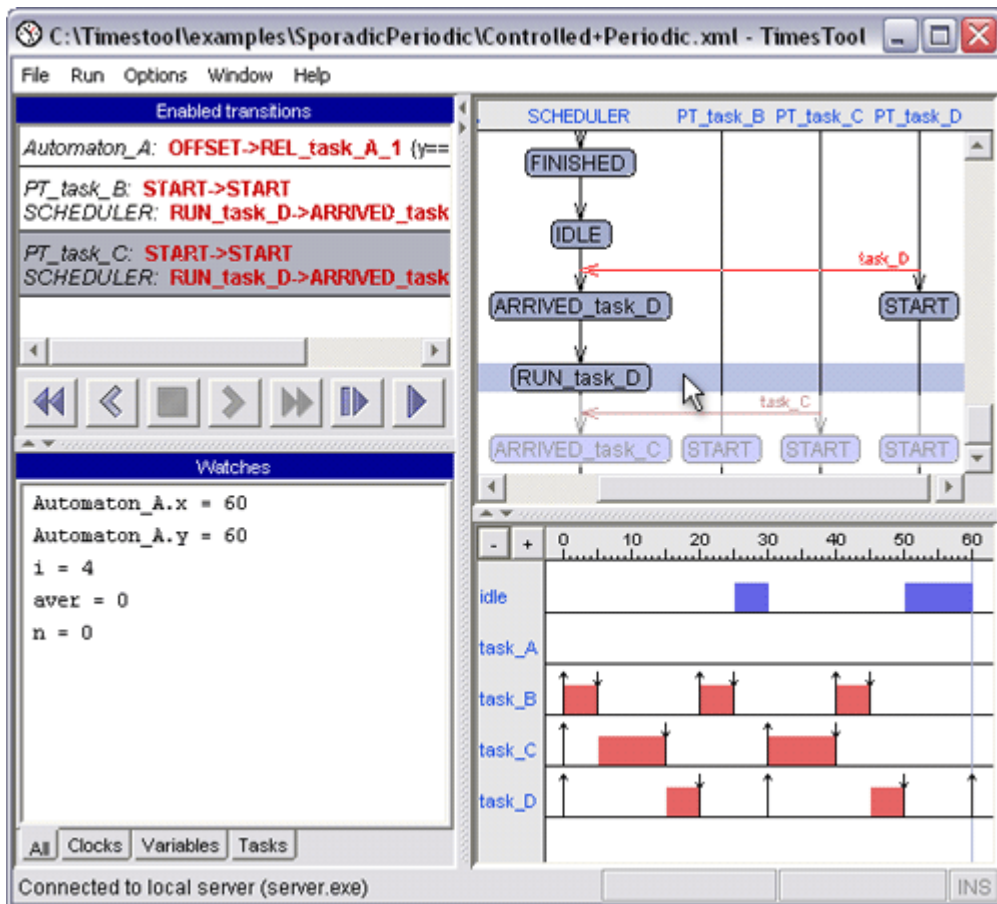 C:\Timestool\examples\SporadicPeriodic\Controlled+Periodic.xml - TimesTool
File Run Options Window Help
Enabled transitions
Automaton_A: OFFSET->REL_task_A_1 (y==
PT_task_B: START->START
SCHEDULER: RUN_task_D->ARRIVED_task
PT_task_C: START->START
SCHEDULER: RUN_task_D->ARRIVED_task
SCHEDULER PT_task_B PT_task_C PT_task_D
FINISHED
IDLE
task_D
ARRIVED_task_D START
RUN_task_D
task_C
ARRIVED_task_C START START START
Watches
Automaton_A.x = 60
Automaton_A.y = 60
i = 4
aver = 0
n = 0
All Clocks Variables Tasks
- + 0 10 20 30 40 50 60
idle
task_A
task_B
task_C
task_D
Connected to local server (server.exe)
INS